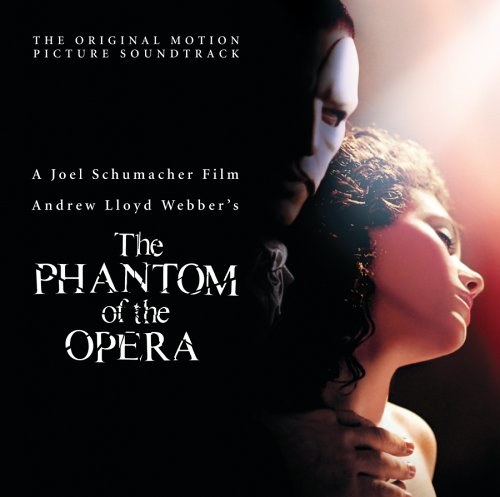 THE ORIGINAL MOTION
PICTURE SOUNDTRACK
A Joel Schumacher Film
Andrew Lloyd Webber's
The
PHANTOM
of the
OPERA